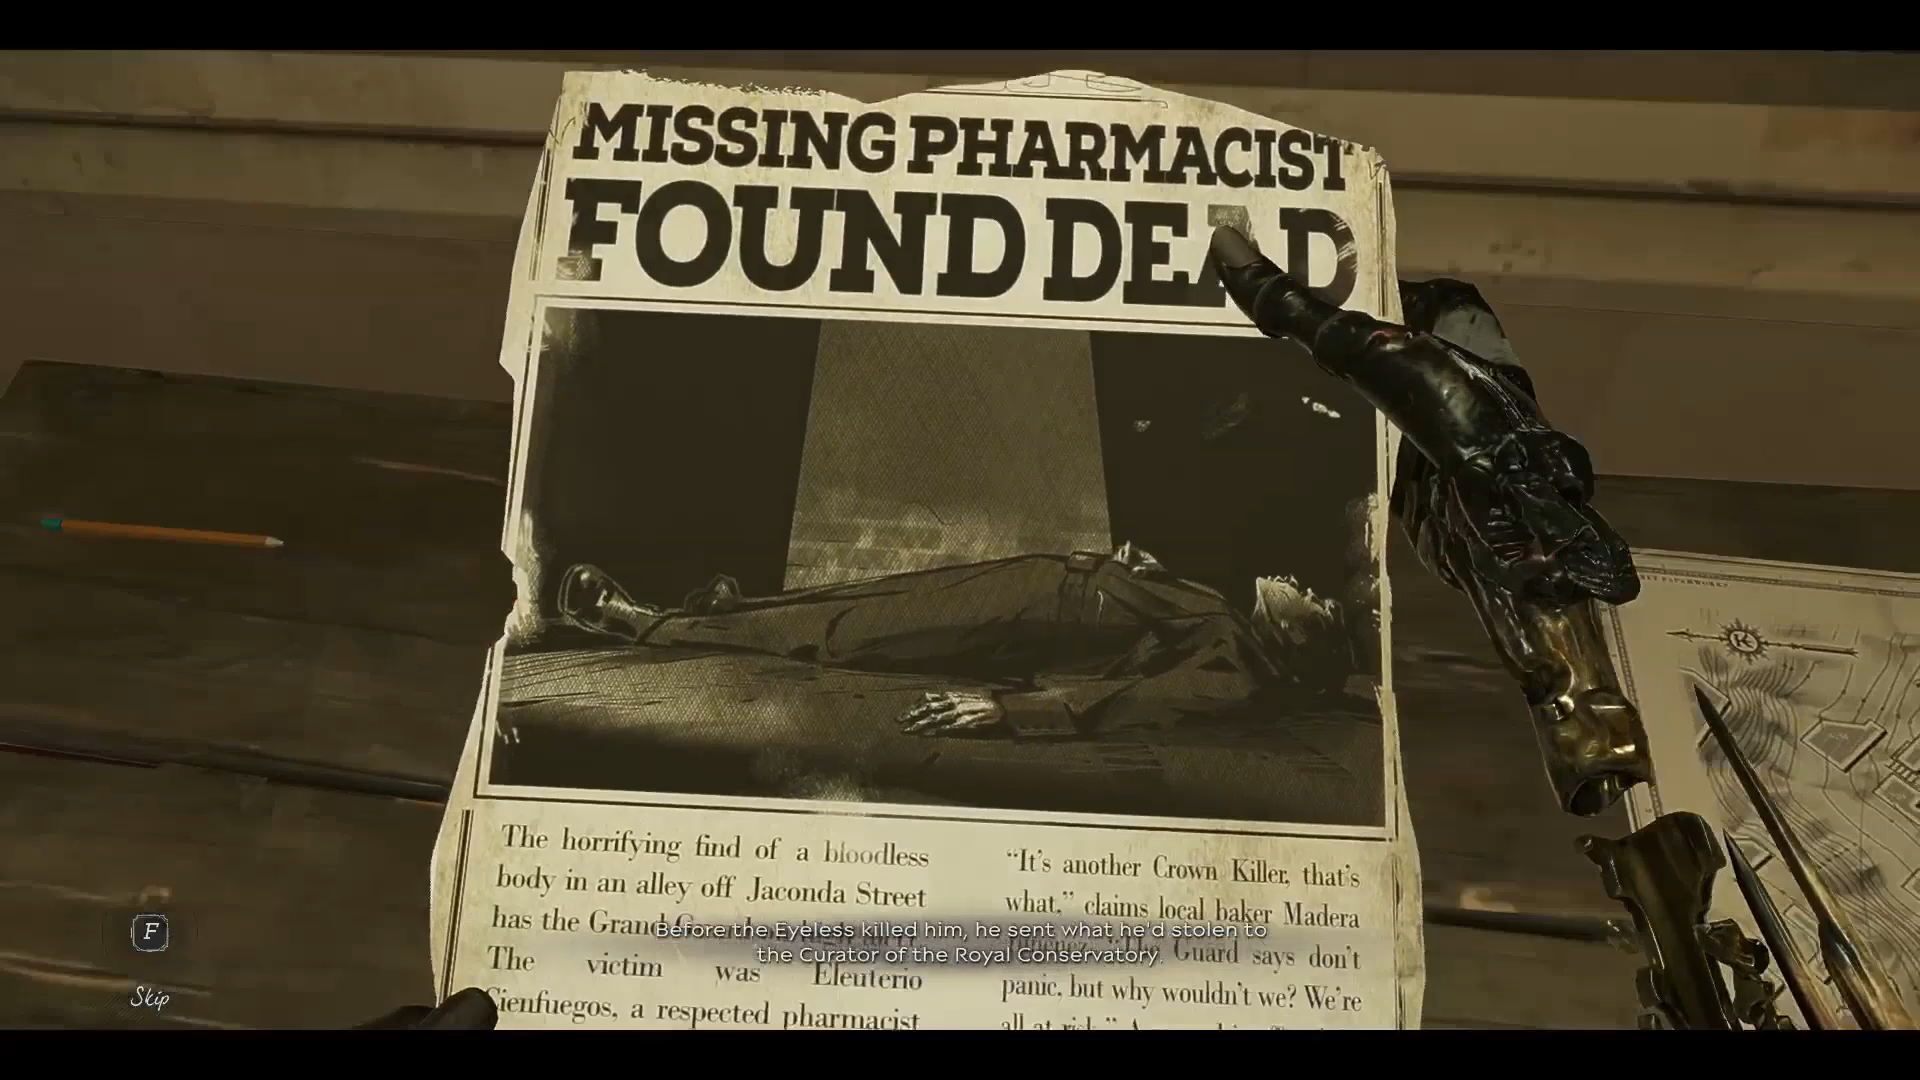 MISSING PHARMACIST
FOUND DEAD
The horrifying find of a bloodless
body in an alley off Jaconda Street
has the Grand
The victim was Eleuterio
Cienfuegos, a respected pharmacist
“It’s another Crown Killer, that’s
what,” claims local baker Madera
Guard says don’t
panic, but why wouldn’t we? We’re
all at risk.”
Before the Eyeless killed him, he sent what he'd stolen to
the Curator of the Royal Conservatory.
F
Skip
K